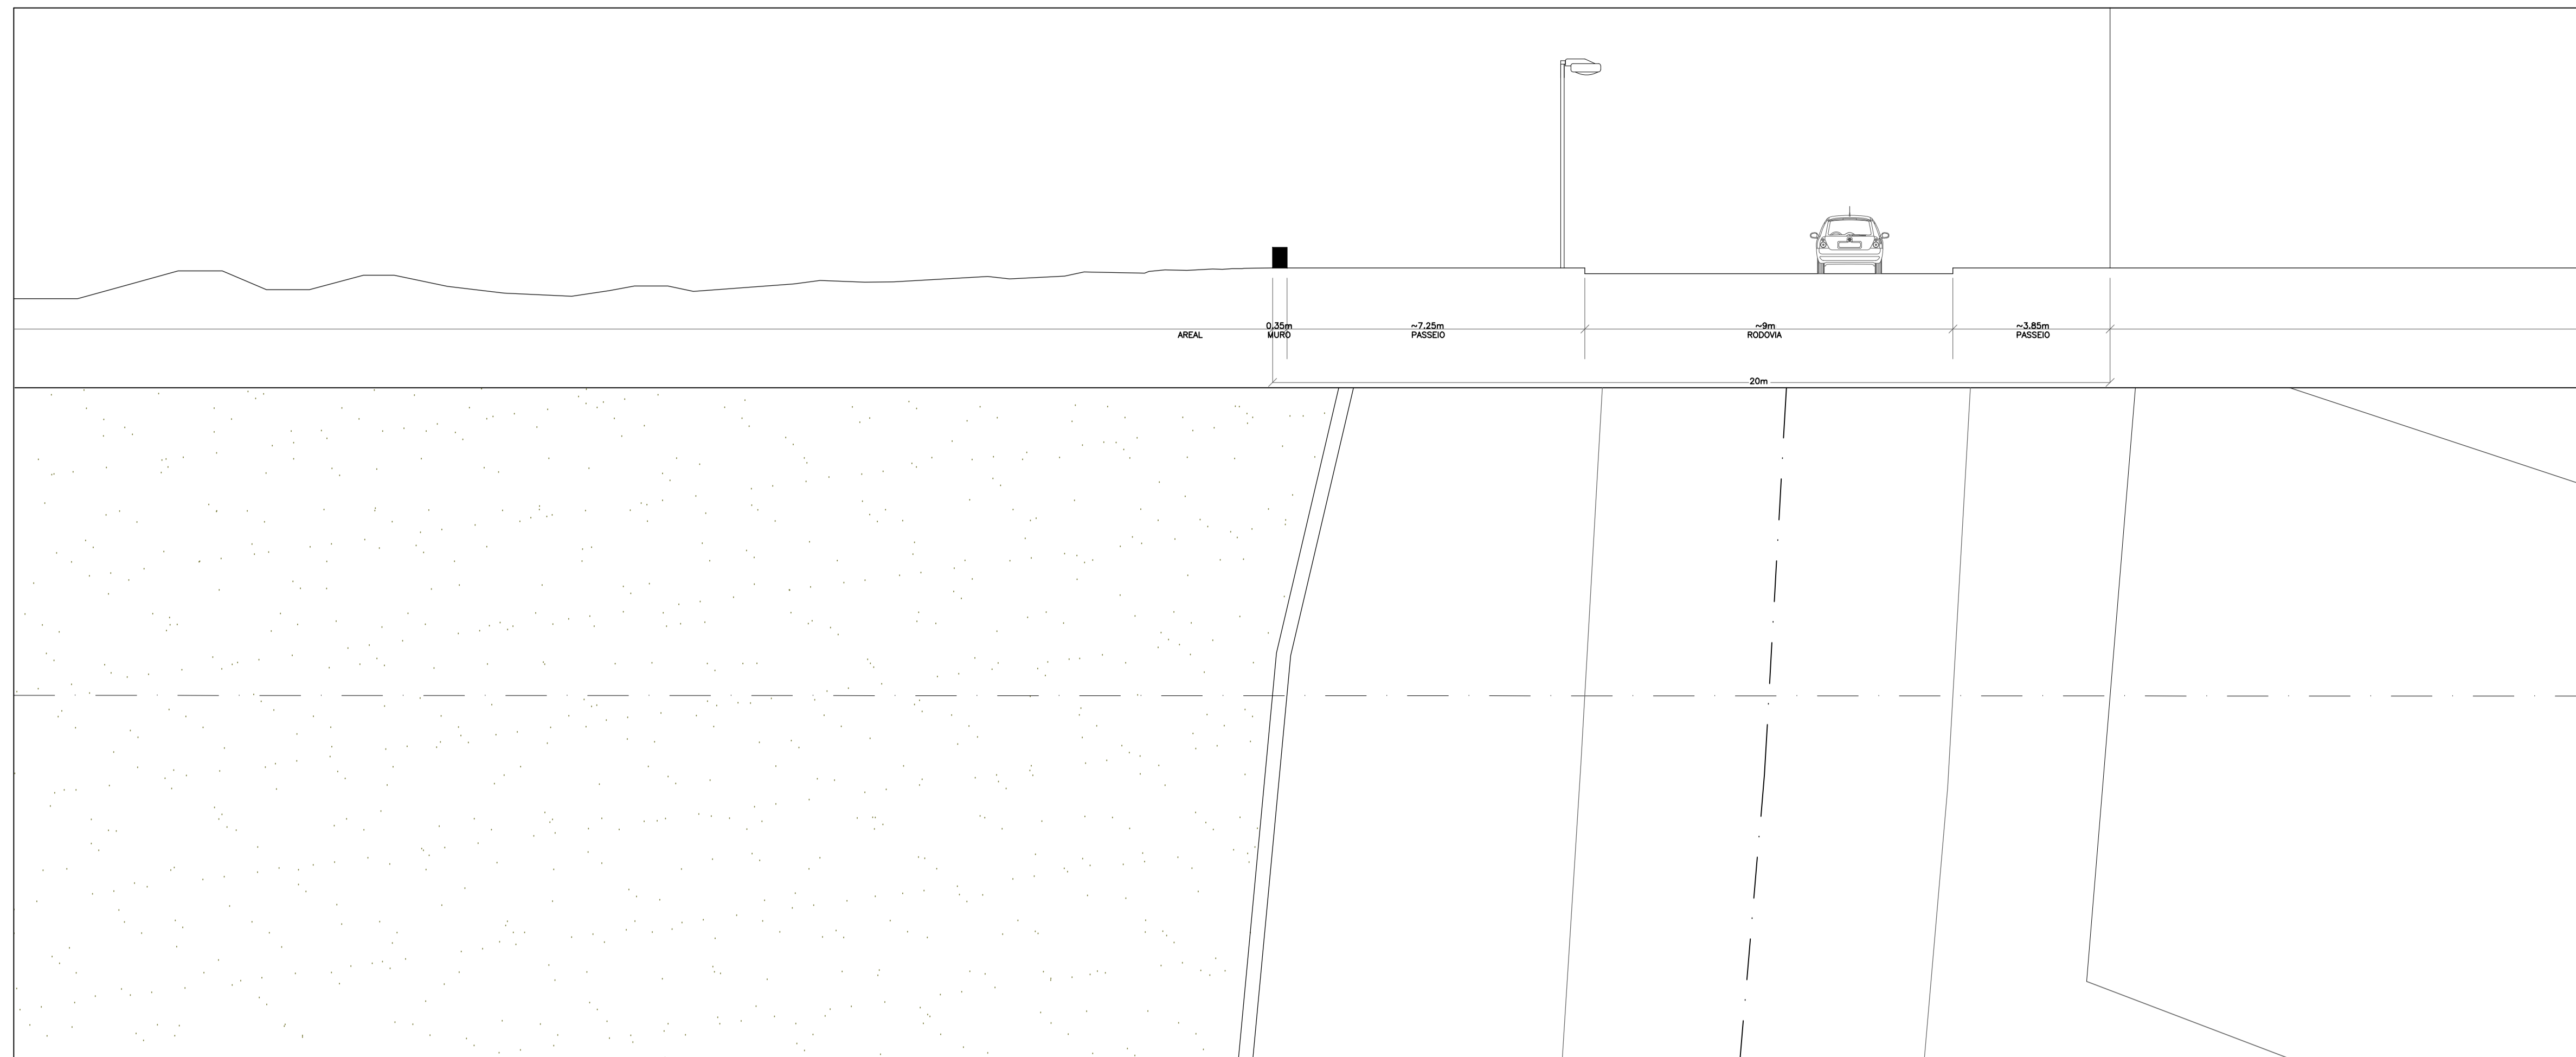 0.35m
~7.25m
~9m
~3.85m
AREAL
MURO
PASSEIO
RODOVIA
PASSEIO
20m